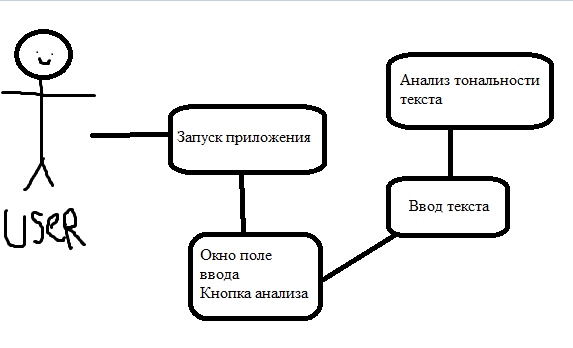 USER
Запуск приложения
Окно поле
ввода
Кнопка анализа
Ввод текста
Анализ тональности
текста